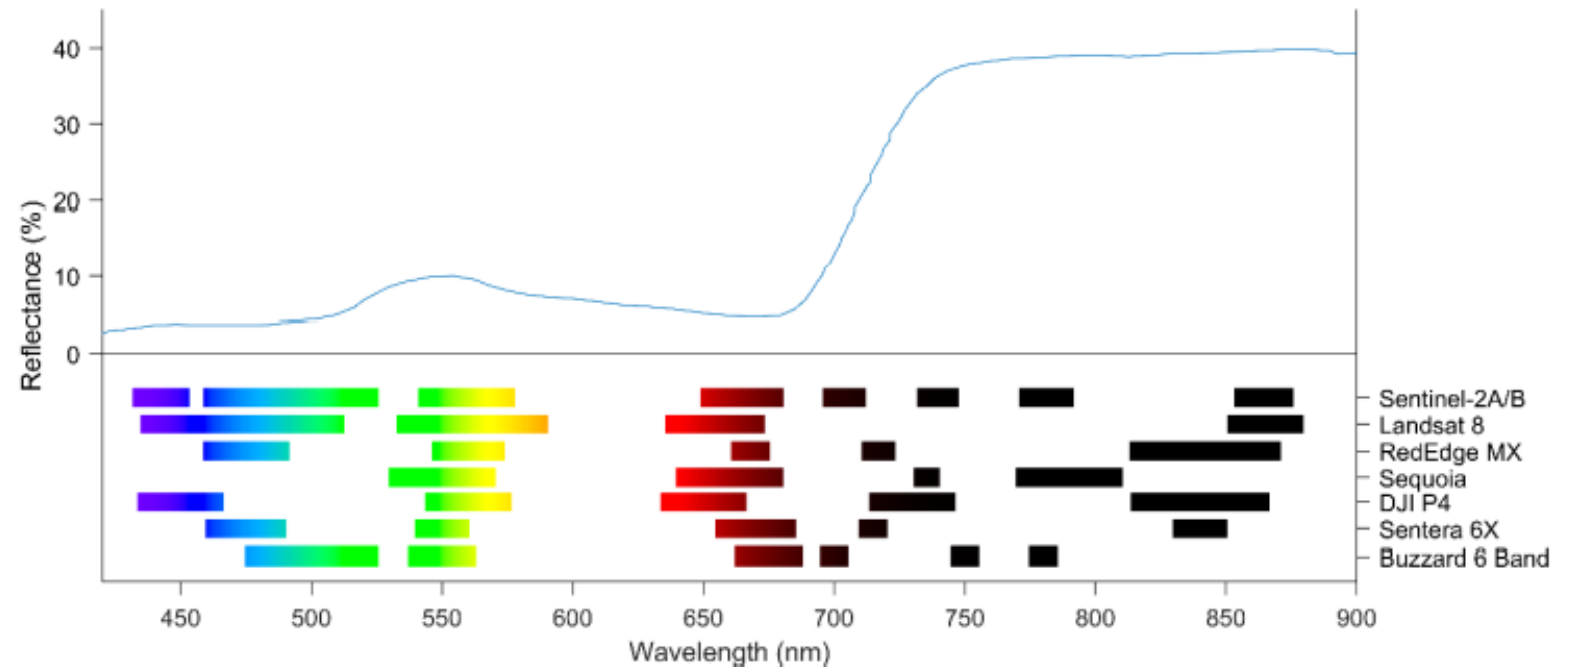 40
30
20
10
0
Reflectance (%)
Sentinel-2A/B
Landsat 8
RedEdge MX
Sequoia
DJI P4
Sentera 6X
Buzzard 6 Band
450 500 550 600 650 700 750 800 850 900
Wavelength (nm)